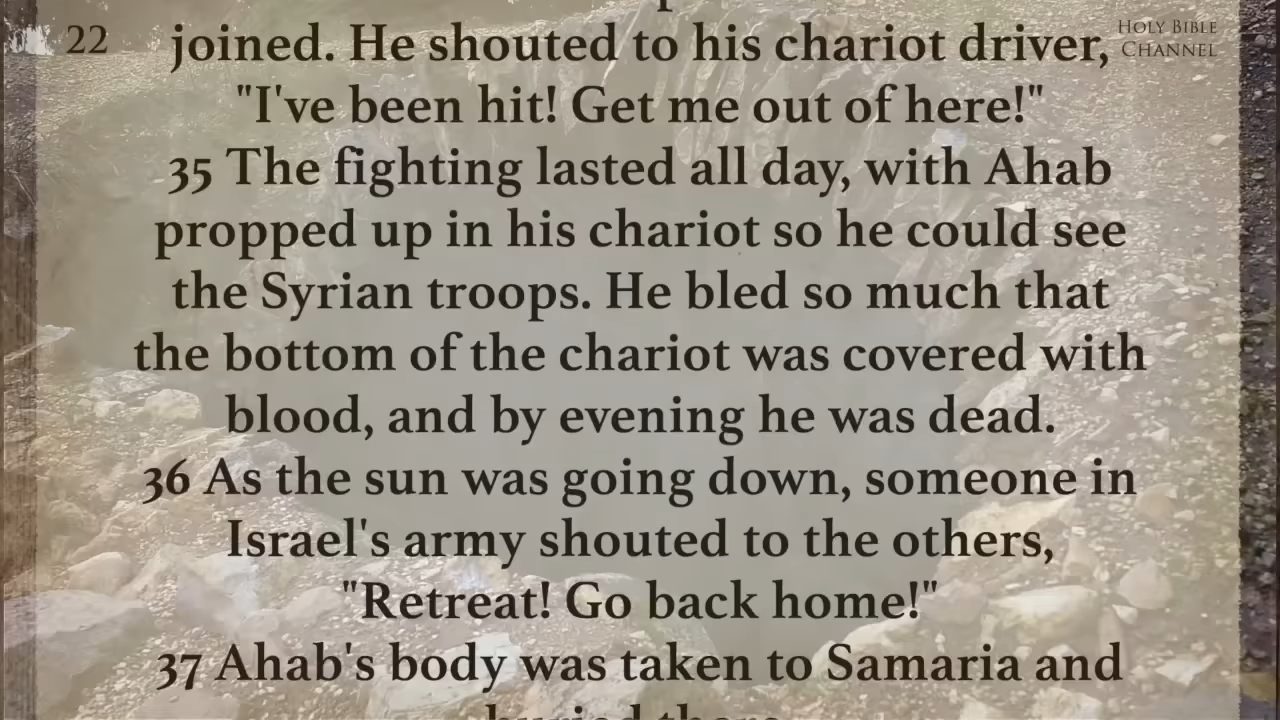 22
HOLY BIBLE
CHANNEL
joined. He shouted to his chariot driver,
"I've been hit! Get me out of here!"
35 The fighting lasted all day, with Ahab
propped up in his chariot so he could see
the Syrian troops. He bled so much that
the bottom of the chariot was covered with
blood, and by evening he was dead.
36 As the sun was going down, someone in
Israel's army shouted to the others,
"Retreat! Go back home!"
37 Ahab's body was taken to Samaria and